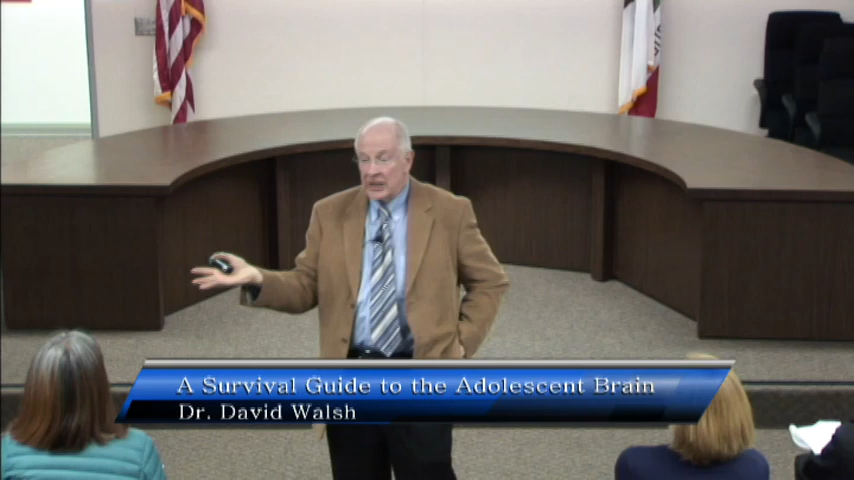 A Survival Guide to the Adolescent Brain
Dr. David Walsh